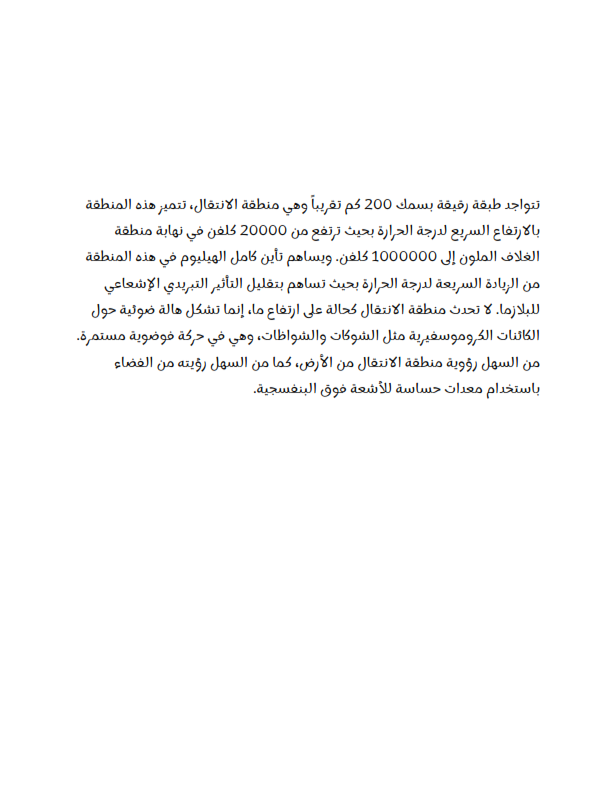 تتواجد طبقة رقيقة بسمك 200 كم تقريباً وهي منطقة الانتقال، تتميز هذه المنطقة
بالارتفاع السريع لدرجة الحرارة بحيث ترتفع من 20000 كلفن في نهابة منطقة
الغلاف الملون إلى 1000000 كلفن. ويساهم تأين كامل الهيليوم في هذه المنطقة
من الزيادة السريعة لدرجة الحرارة بحيث تساهم بتقليل التأثير التبريدي الإشعاعي
للبلازما. لا تحدث منطقة الانتقال كحالة على ارتفاع ما، إنما تشكل هالة ضوئية حول
الكائنات الكروموسفيرية مثل الشوكات والشواظات، وهي في حركة فوضوية مستمرة.
من السهل رؤوية منطقة الانتقال من الأرض، كما من السهل رؤيته من الفضاء
باستخدام معدات حساسة للأشعة فوق البنفسجية.